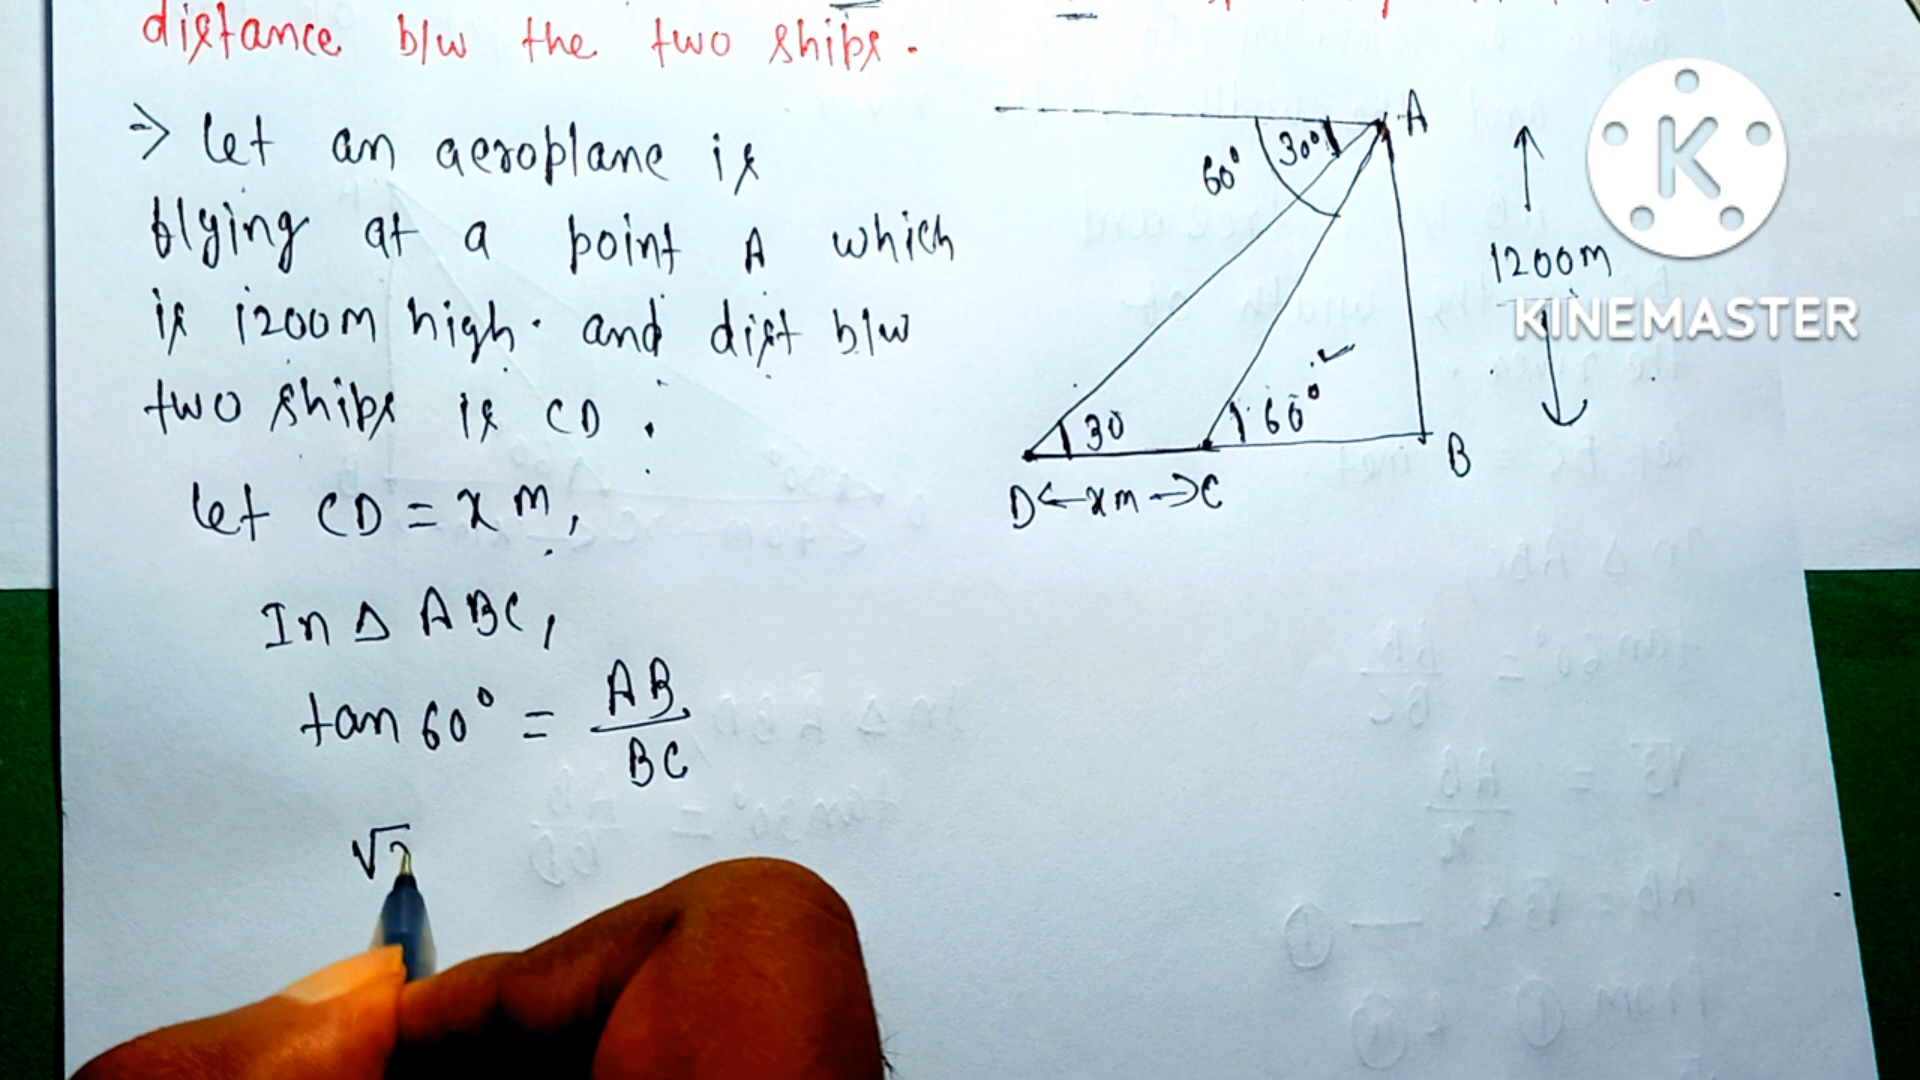 distance b/w the two ships.
→ let an aeroplane is
flying at a point A which
is 1200m high. and dist b/w
two ships is CD.
let CD = x m,
In Δ ABC,
tan 60° = AB/BC
√3
A
60° 30°
1200m
30 60°
B
D ← x m → C
K
KINEMASTER